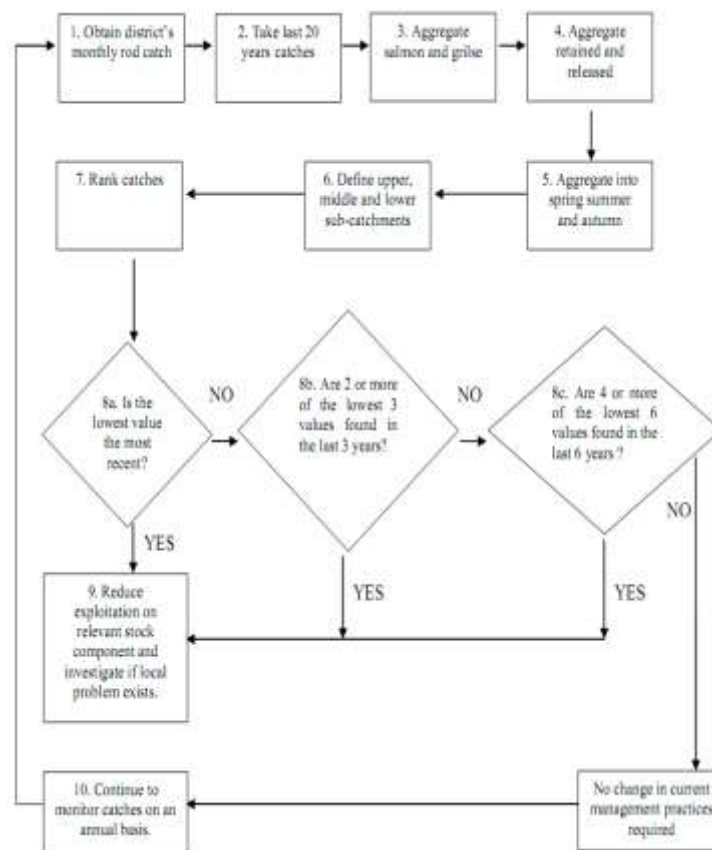 1. Obtain district's
monthly rod catch
2. Take last 20
years catches
3. Aggregate
salmon and grilse
4. Aggregate
retained and
released
7. Rank catches
6. Define upper,
middle and lower
sub-catchments
5. Aggregate into
spring summer
and autumn
8a. Is the
lowest value
the most
recent?
NO
8b. Are 2 or more
of the lowest 3
values found in
the last 3 years?
NO
8c. Are 4 or more
of the lowest 6
values found in the
last 6 years ?
NO
YES
YES
YES
9. Reduce
exploitation on
relevant stock
component and
investigate if local
problem exists.
10. Continue to
monitor catches on an
annual basis.
No change in current
management practices
required